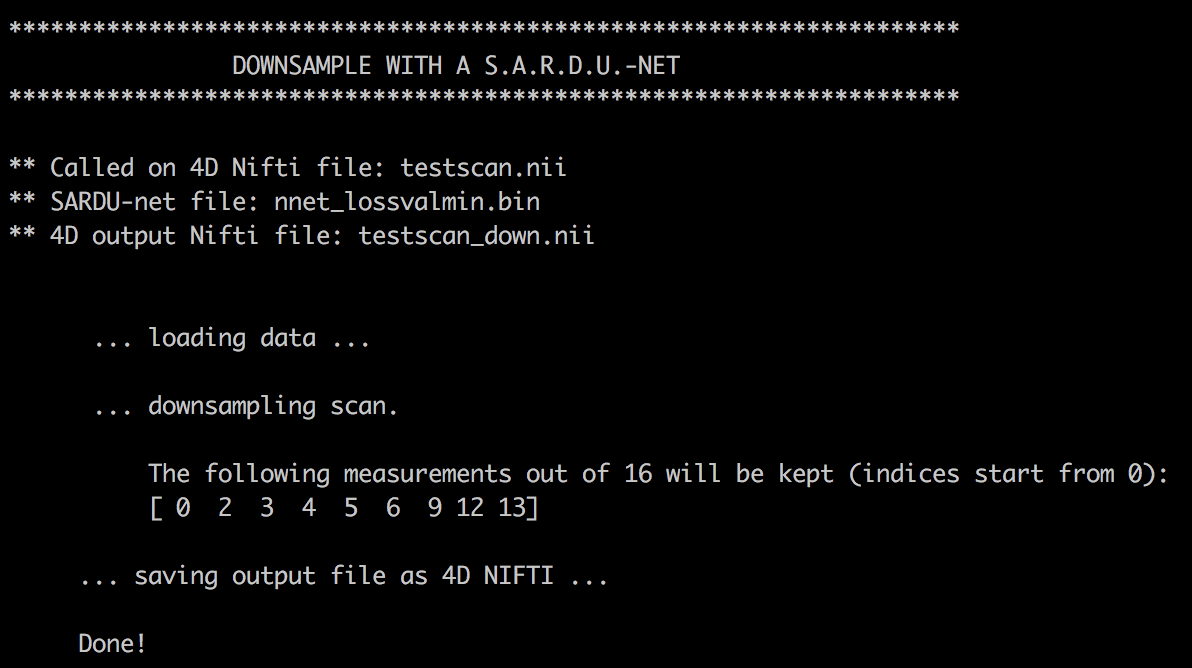 ********************************************************************
DOWNSAMPLE WITH A S.A.R.D.U.-NET
********************************************************************
** Called on 4D Nifti file: testscan.nii
** SARDU-net file: nnet_lossvalmin.bin
** 4D output Nifti file: testscan_down.nii
... loading data ...
... downsampling scan.
The following measurements out of 16 will be kept (indices start from 0):
[ 0  2  3  4  5  6  9 12 13]
... saving output file as 4D NIFTI ...
Done!